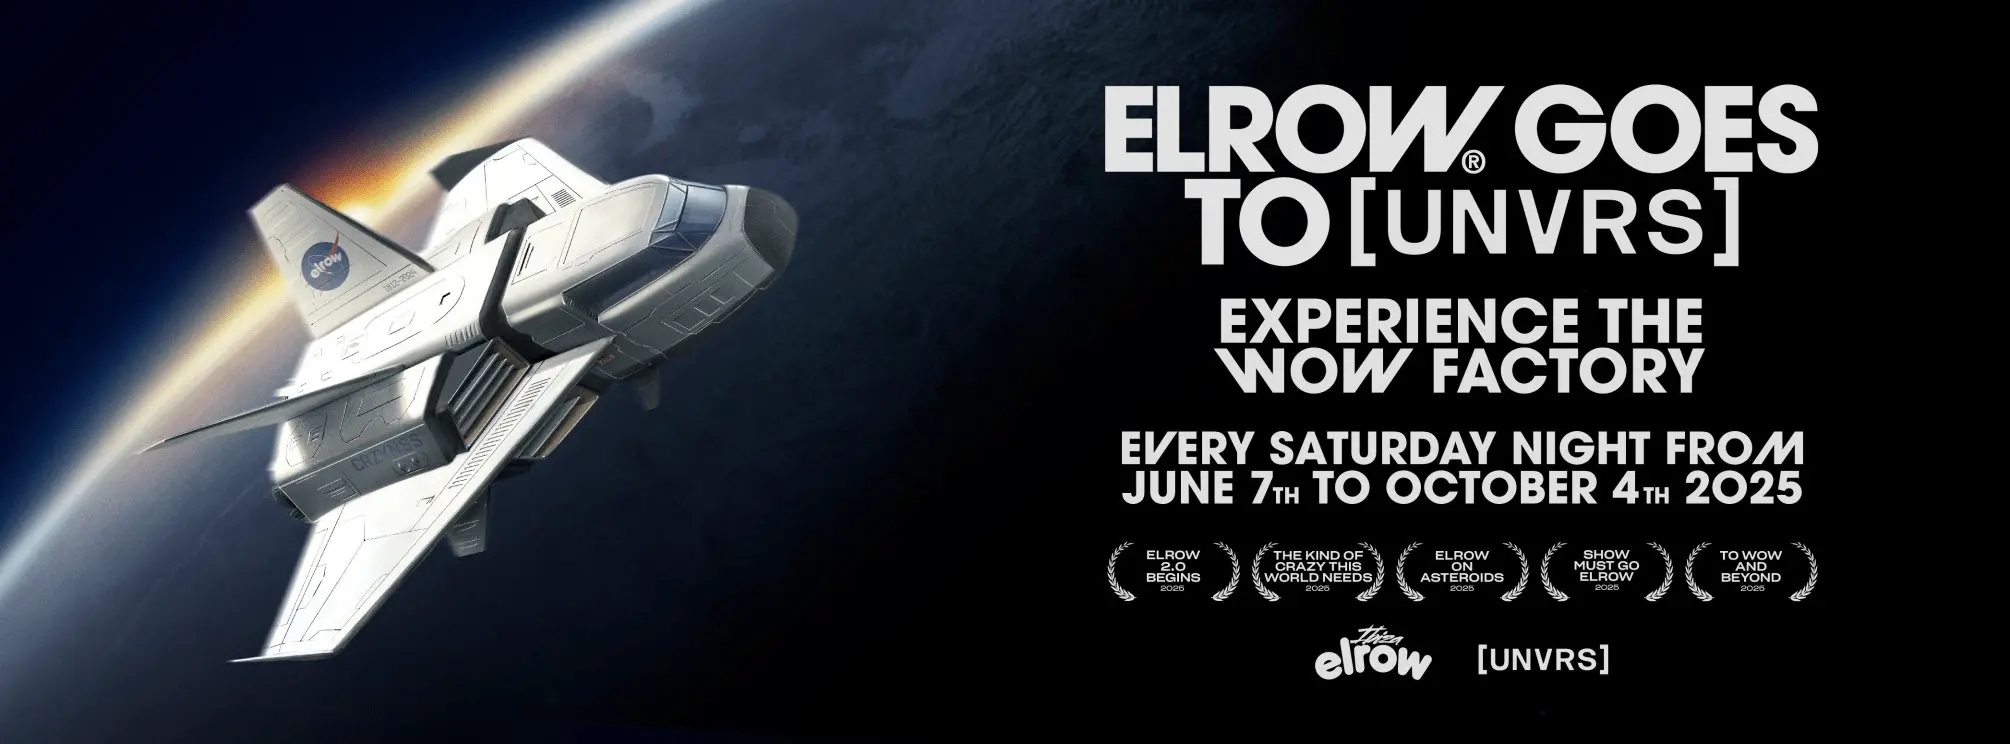 ELROW® GOES
TO [UNVRS]
EXPERIENCE THE
WOW FACTORY
EVERY SATURDAY NIGHT FROM
JUNE 7TH TO OCTOBER 4TH 2025
ELROW
2.0
BEGINS
2025
THE KIND OF
CRAZY THIS
WORLD NEEDS
2025
ELROW
ON
ASTEROIDS
2025
SHOW
MUST GO
ELROW
2025
TO WOW
AND
BEYOND
2025
Ibiza
elrow
[UNVRS]
elrow
1812-2024
CRZYNSS